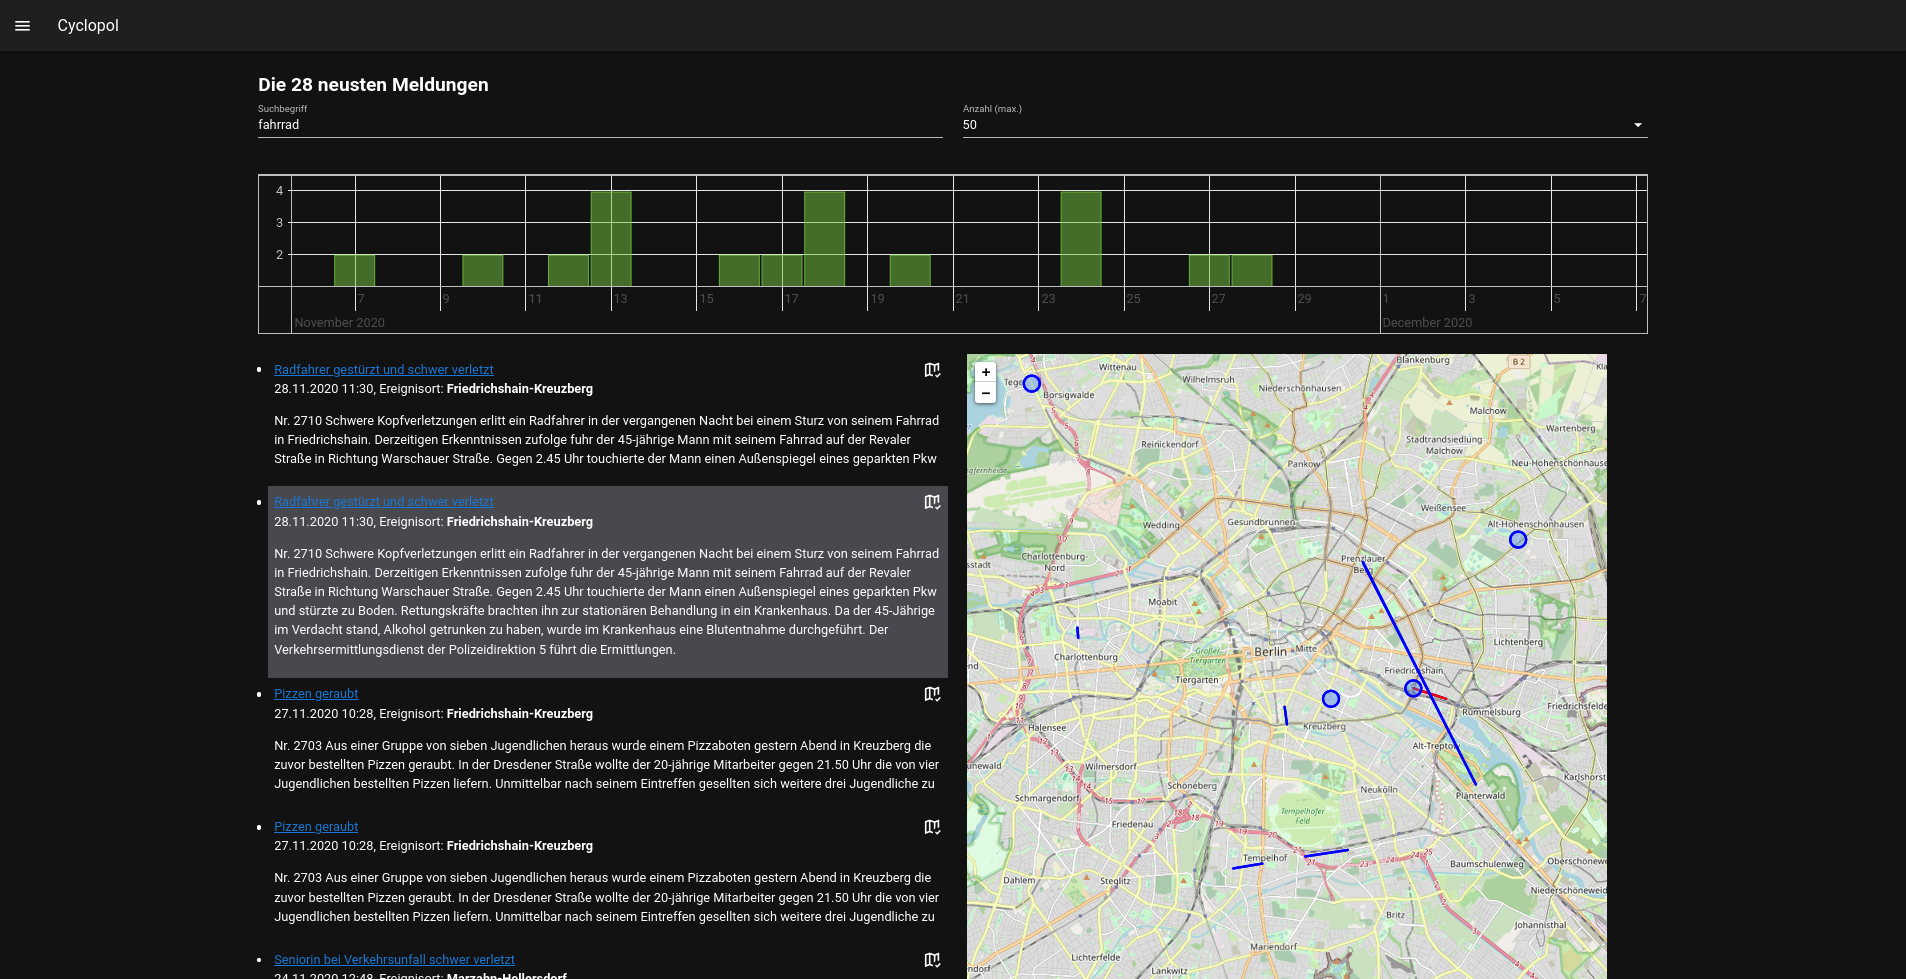 Cyclopol
Die 28 neusten Meldungen
Suchbegriff
fahrrad
Anzahl (max.)
50
4
3
2
7 9 11 13 15 17 19 21 23 25 27 29 1 3 5 7
November 2020 December 2020
Radfahrer gestürzt und schwer verletzt
28.11.2020 11:30, Ereignisort: Friedrichshain-Kreuzberg
Nr. 2710 Schwere Kopfverletzungen erlitt ein Radfahrer in der vergangenen Nacht bei einem Sturz von seinem Fahrrad
in Friedrichshain. Derzeitigen Erkenntnissen zufolge fuhr der 45-jährige Mann mit seinem Fahrrad auf der Revaler
Straße in Richtung Warschauer Straße. Gegen 2.45 Uhr touchierte der Mann einen Außenspiegel eines geparkten Pkw
Radfahrer gestürzt und schwer verletzt
28.11.2020 11:30, Ereignisort: Friedrichshain-Kreuzberg
Nr. 2710 Schwere Kopfverletzungen erlitt ein Radfahrer in der vergangenen Nacht bei einem Sturz von seinem Fahrrad
in Friedrichshain. Derzeitigen Erkenntnissen zufolge fuhr der 45-jährige Mann mit seinem Fahrrad auf der Revaler
Straße in Richtung Warschauer Straße. Gegen 2.45 Uhr touchierte der Mann einen Außenspiegel eines geparkten Pkw
und stürzte zu Boden. Rettungskräfte brachten ihn zur stationären Behandlung in ein Krankenhaus. Da der 45-Jährige
im Verdacht stand, Alkohol getrunken zu haben, wurde im Krankenhaus eine Blutentnahme durchgeführt. Der
Verkehrsermittlungsdienst der Polizeidirektion 5 führt die Ermittlungen.
Pizzen geraubt
27.11.2020 10:28, Ereignisort: Friedrichshain-Kreuzberg
Nr. 2703 Aus einer Gruppe von sieben Jugendlichen heraus wurde einem Pizzaboten gestern Abend in Kreuzberg die
zuvor bestellten Pizzen geraubt. In der Dresdener Straße wollte der 20-jährige Mitarbeiter gegen 21.50 Uhr die von vier
Jugendlichen bestellten Pizzen liefern. Unmittelbar nach seinem Eintreffen gesellten sich weitere drei Jugendliche zu
Pizzen geraubt
27.11.2020 10:28, Ereignisort: Friedrichshain-Kreuzberg
Nr. 2703 Aus einer Gruppe von sieben Jugendlichen heraus wurde einem Pizzaboten gestern Abend in Kreuzberg die
zuvor bestellten Pizzen geraubt. In der Dresdener Straße wollte der 20-jährige Mitarbeiter gegen 21.50 Uhr die von vier
Jugendlichen bestellten Pizzen liefern. Unmittelbar nach seinem Eintreffen gesellten sich weitere drei Jugendliche zu
Seniorin bei Verkehrsunfall schwer verletzt
24.11.2020 12:48, Ereignisort: Marzahn-Hellersdorf
+
−
Blankenburg
B 2
Wittenau
Wilhelmsruh
Tege
Borsigwalde
Niederschönhausen
Malchow
Wartenberg
Reinickendorf
Stadtrandsiedlung
Malchow
Pankow
Neu-Hohenschönhausen
Weißensee
Wedding
Gesundbrunnen
Alt-Hohenschönhausen
Charlottenburg-
Nord
sstadt
Prenzlauer
Berg
Moabit
Lichtenberg
Berlin
Mitte
Großer
Tiergarten
Charlottenburg
Tiergarten
Friedrichshain
Rummelsburg
Friedrichsfelde
Halensee
Kreuzberg
Alt-Treptow
Wilmersdorf
unewald
Karlshorst
Schöneberg
Neukölln
Plänterwald
Schmargendorf
Tempelhofer
Feld
Friedenau
Tempelhof
Baumschulenweg
Oberschönewe
Dahlem
Steglitz
Niederschöneweid
Britz
Johannisthal
Mariendorf
Lichterfelde
Lankwitz
ndorf